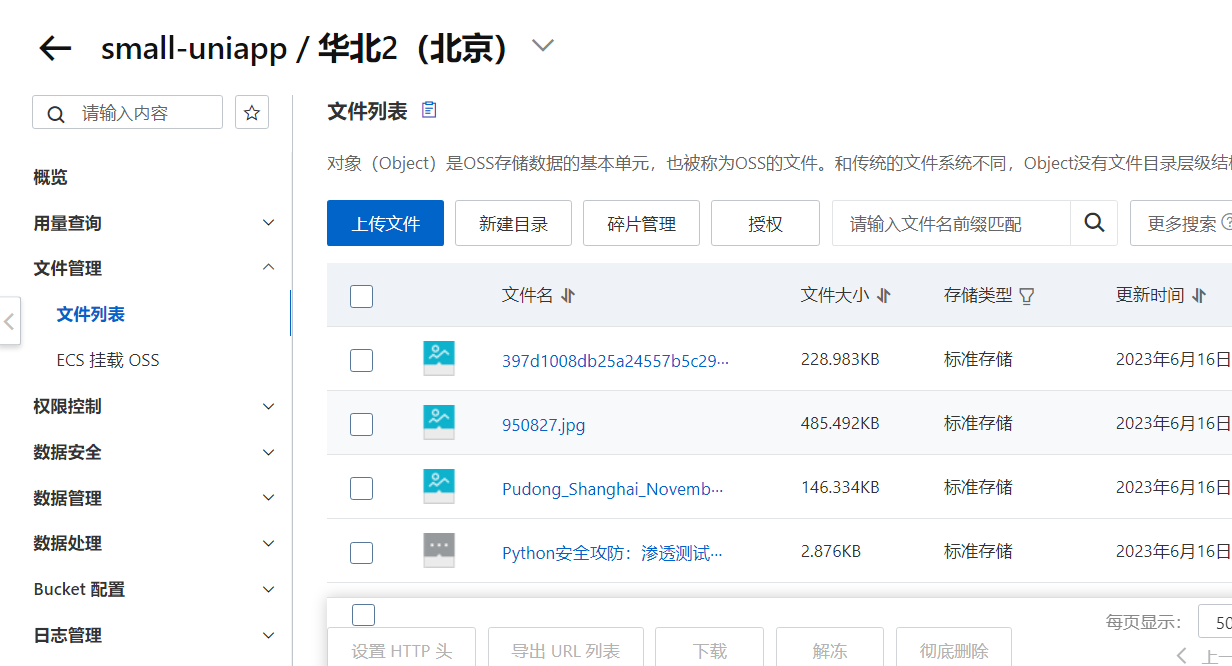 small-uniapp / 华北2（北京）
请输入内容
概览
用量查询
文件管理
文件列表
ECS 挂载 OSS
权限控制
数据安全
数据管理
数据处理
Bucket 配置
日志管理
文件列表
对象（Object）是OSS存储数据的基本单元，也被称为OSS的文件。和传统的文件系统不同，Object没有文件目录层级结构
上传文件 新建目录 碎片管理 授权 请输入文件名前缀匹配 更多搜索
文件名 文件大小 存储类型 更新时间
397d1008db25a24557b5c29··· 228.983KB 标准存储 2023年6月16日
950827.jpg 485.492KB 标准存储 2023年6月16日
Pudong_Shanghai_Novemb··· 146.334KB 标准存储 2023年6月16日
Python安全攻防：渗透测试··· 2.876KB 标准存储 2023年6月16日
每页显示： 50
设置 HTTP 头 导出 URL 列表 下载 解冻 彻底删除 上一